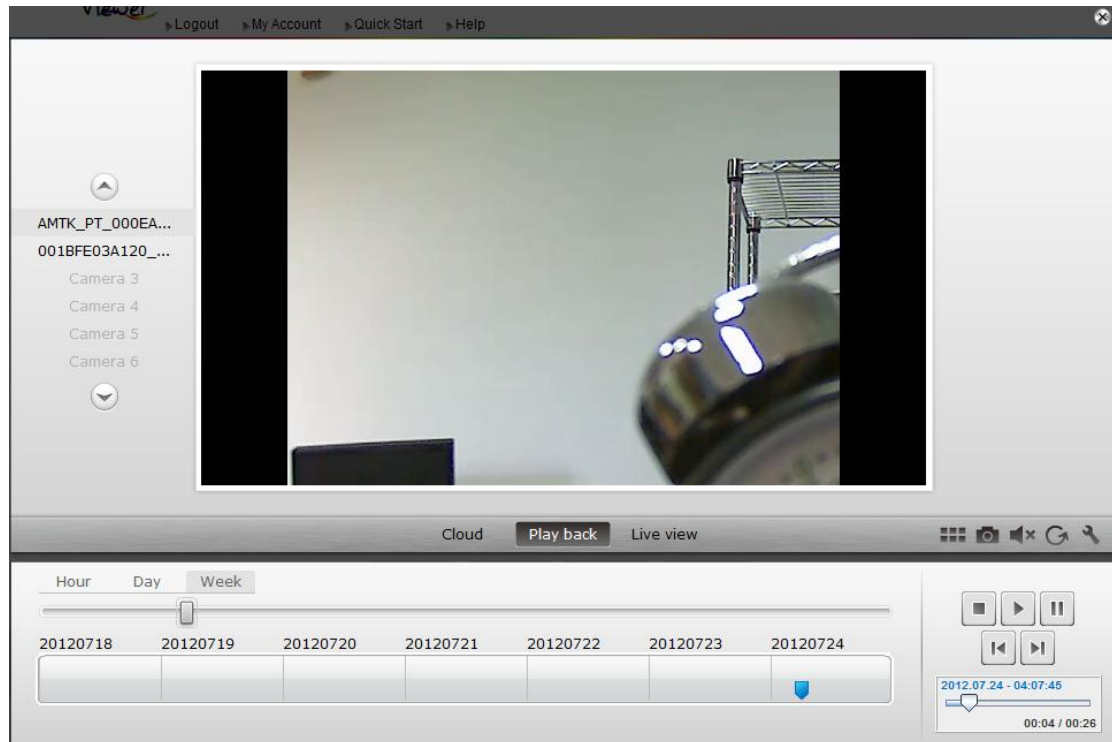 Viewer
Logout My Account Quick Start Help
AMTK_PT_000EA...
001BFE03A120_...
Camera 3
Camera 4
Camera 5
Camera 6
Cloud Play back Live view
Hour Day Week
20120718 20120719 20120720 20120721 20120722 20120723 20120724
2012.07.24 - 04:07:45
00:04 / 00:26